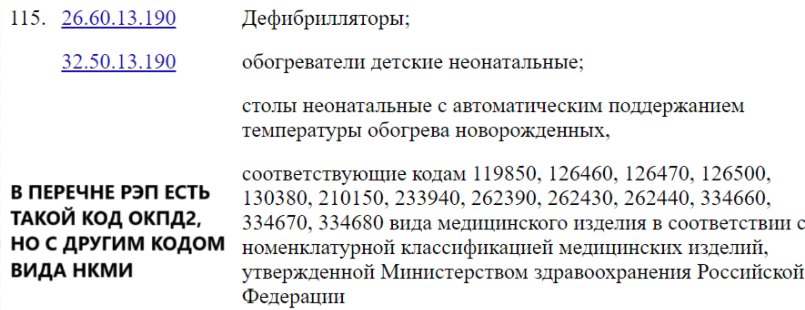 115. 26.60.13.190 Дефибрилляторы;
32.50.13.190 обогреватели детские неонатальные;
столы неонатальные с автоматическим поддержанием
температуры обогрева новорожденных,
соответствующие кодам 119850, 126460, 126470, 126500,
130380, 210150, 233940, 262390, 262430, 262440, 334660,
334670, 334680 вида медицинского изделия в соответствии с
номенклатурной классификацией медицинских изделий,
утвержденной Министерством здравоохранения Российской
Федерации
В ПЕРЕЧНЕ РЭП ЕСТЬ
ТАКОЙ КОД ОКПД2,
НО С ДРУГИМ КОДОМ
ВИДА НКМИ